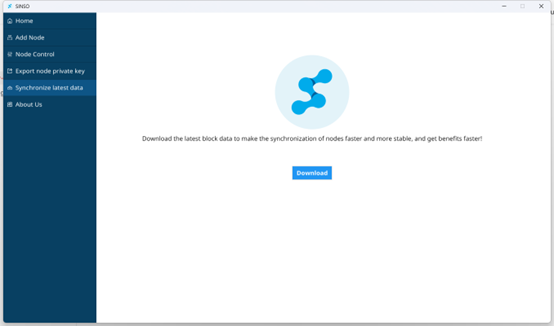 SINSO
Home
Add Node
Node Control
Export node private key
Synchronize latest data
About Us
Download the latest block data to make the synchronization of nodes faster and more stable, and get benefits faster!
Download